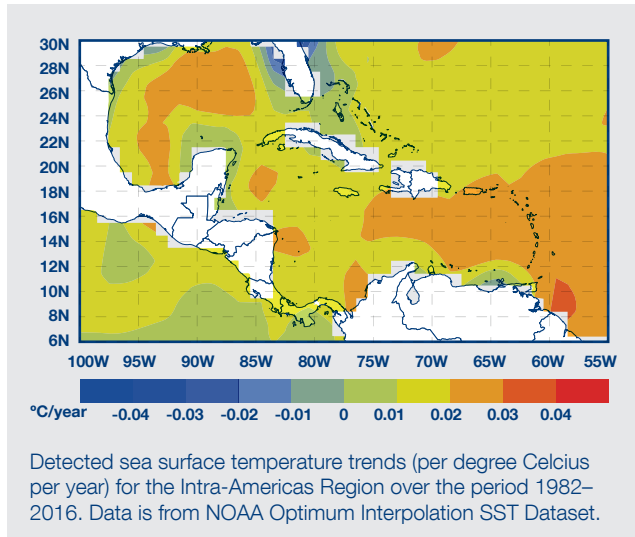 30N
28N
26N
24N
22N
20N
18N
16N
14N
12N
10N
8N
6N
100W 95W 90W 85W 80W 75W 70W 65W 60W 55W
ºC/year -0.04 -0.03 -0.02 -0.01 0 0.01 0.02 0.03 0.04
Detected sea surface temperature trends (per degree Celcius
per year) for the Intra-Americas Region over the period 1982–
2016. Data is from NOAA Optimum Interpolation SST Dataset.